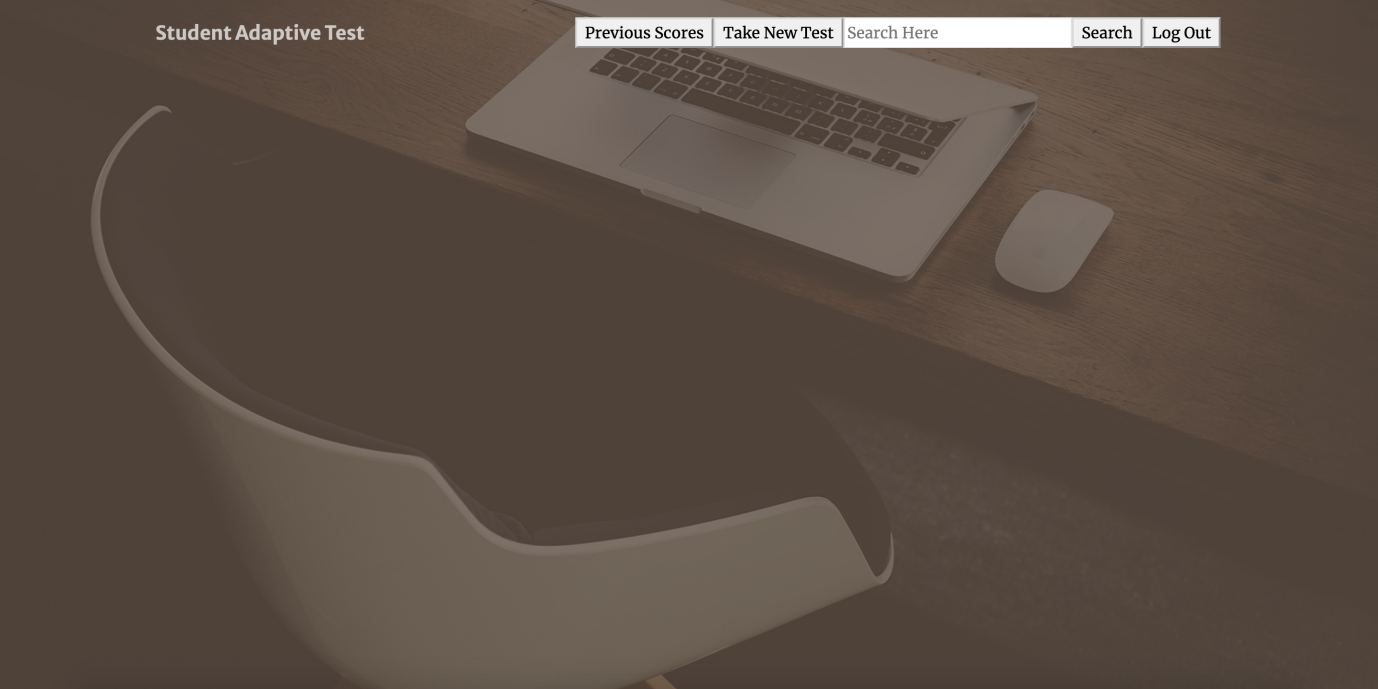 Student Adaptive Test
Previous Scores Take New Test Search Here Search Log Out